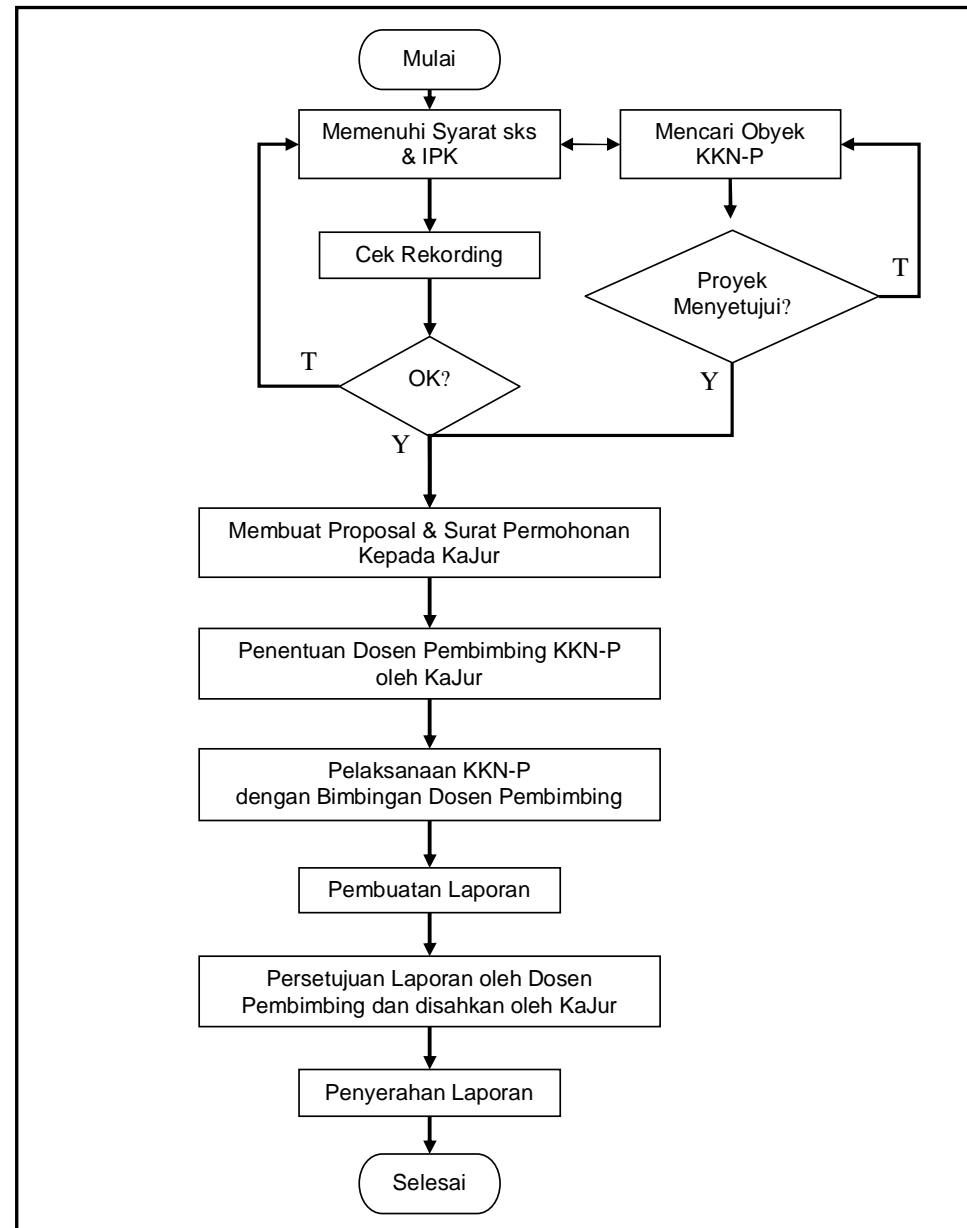 Mulai
Memenuhi Syarat sks
& IPK
Mencari Obyek
KKN-P
Cek Rekording
Proyek
Menyetujui?
T
T
OK?
Y
Y
Membuat Proposal & Surat Permohonan
Kepada KaJur
Penentuan Dosen Pembimbing KKN-P
oleh KaJur
Pelaksanaan KKN-P
dengan Bimbingan Dosen Pembimbing
Pembuatan Laporan
Persetujuan Laporan oleh Dosen
Pembimbing dan disahkan oleh KaJur
Penyerahan Laporan
Selesai